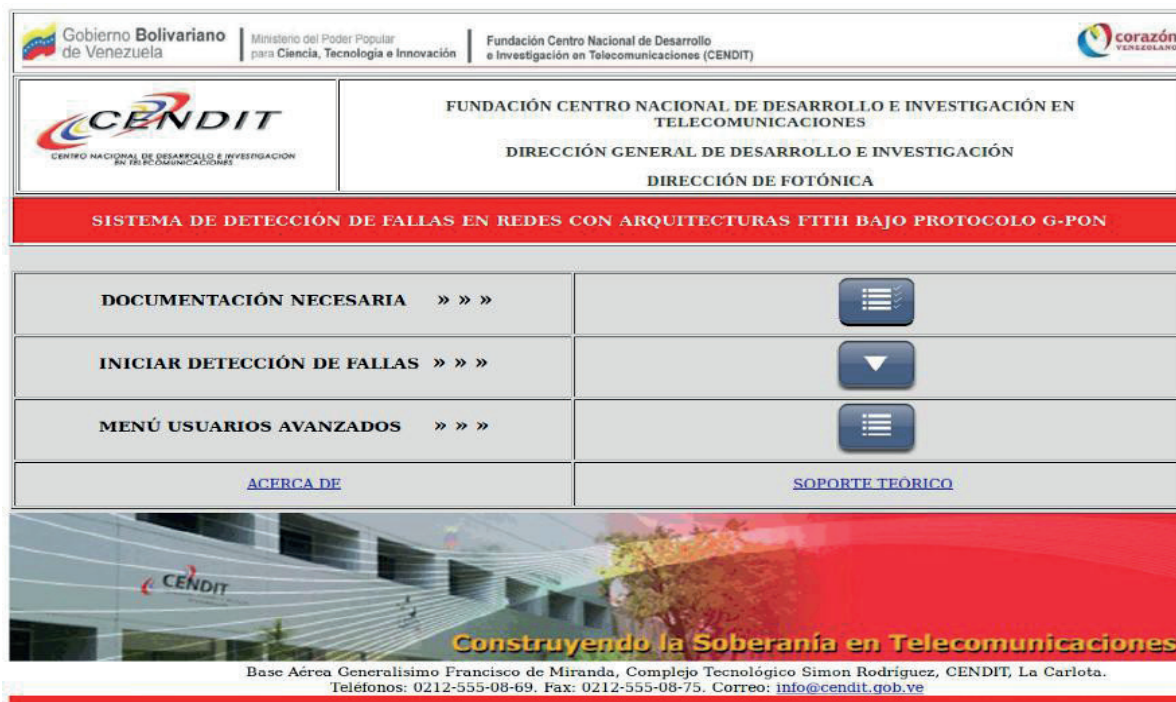 Gobierno Bolivariano
de Venezuela
Ministerio del Poder Popular
para Ciencia, Tecnología e Innovación
Fundación Centro Nacional de Desarrollo
e Investigación en Telecomunicaciones (CENDIT)
corazón
VENEZOLANO
CENDIT
CENTRO NACIONAL DE DESARROLLO E INVESTIGACION
EN TELECOMUNICACIONES
FUNDACIÓN CENTRO NACIONAL DE DESARROLLO E INVESTIGACIÓN EN
TELECOMUNICACIONES
DIRECCIÓN GENERAL DE DESARROLLO E INVESTIGACIÓN
DIRECCIÓN DE FOTÓNICA
SISTEMA DE DETECCIÓN DE FALLAS EN REDES CON ARQUITECTURAS FTTH BAJO PROTOCOLO G-PON
DOCUMENTACIÓN NECESARIA » » »
INICIAR DETECCIÓN DE FALLAS » » »
MENÚ USUARIOS AVANZADOS » » »
ACERCA DE
SOPORTE TEÓRICO
CENDIT
Construyendo la Soberanía en Telecomunicaciones
Base Aérea Generalisimo Francisco de Miranda, Complejo Tecnológico Simon Rodríguez, CENDIT, La Carlota.
Teléfonos: 0212-555-08-69. Fax: 0212-555-08-75. Correo: info@cendit.gob.ve